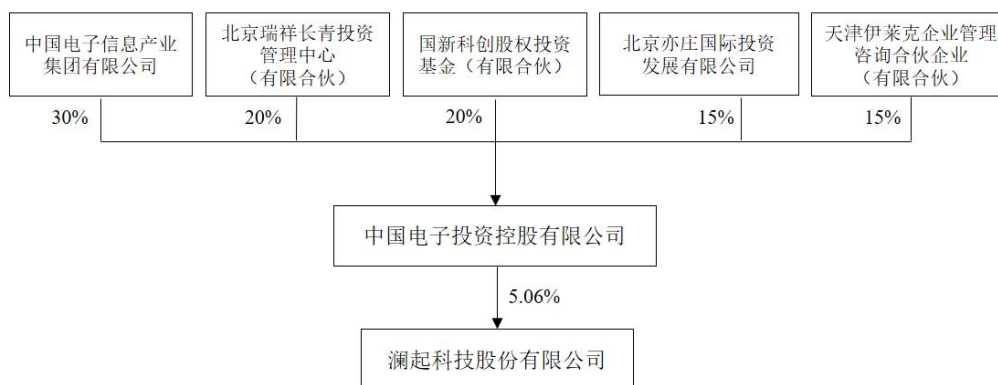 中国电子信息产业
集团有限公司
北京瑞祥长青投资
管理中心
（有限合伙）
国新科创股权投资
基金（有限合伙）
北京亦庄国际投资
发展有限公司
天津伊莱克企业管理
咨询合伙企业
（有限合伙）
30%
20%
20%
15%
15%
中国电子投资控股有限公司
5.06%
澜起科技股份有限公司